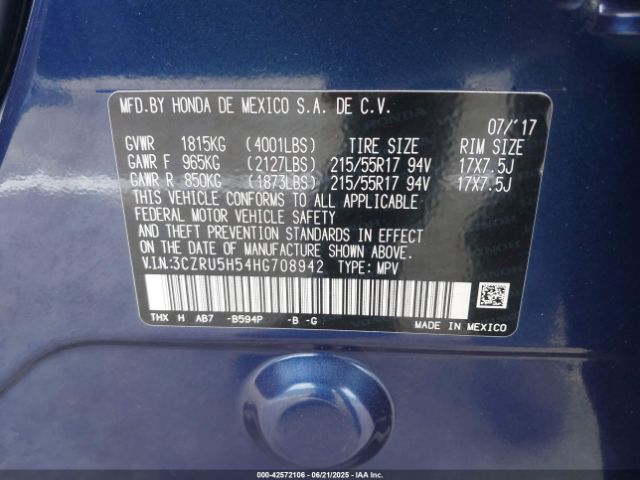 MFD.BY HONDA DE MEXICO S.A. DE C.V.
07/'17
GVWR 1815KG (4001LBS) TIRE SIZE RIM SIZE
GAWR F 965KG (2127LBS) 215/55R17 94V 17X7.5J
GAWR R 850KG (1873LBS) 215/55R17 94V 17X7.5J
THIS VEHICLE CONFORMS TO ALL APPLICABLE
FEDERAL MOTOR VEHICLE SAFETY
AND THEFT PREVENTION STANDARDS IN EFFECT
ON THE DATE OF MANUFACTURE SHOWN ABOVE.
V.I.N.:3CZRU5H54HG708942 TYPE: MPV
THX H AB7 -B594P -B -G
MADE IN MEXICO
000-42572106 - 06/21/2025 - IAAI.COM